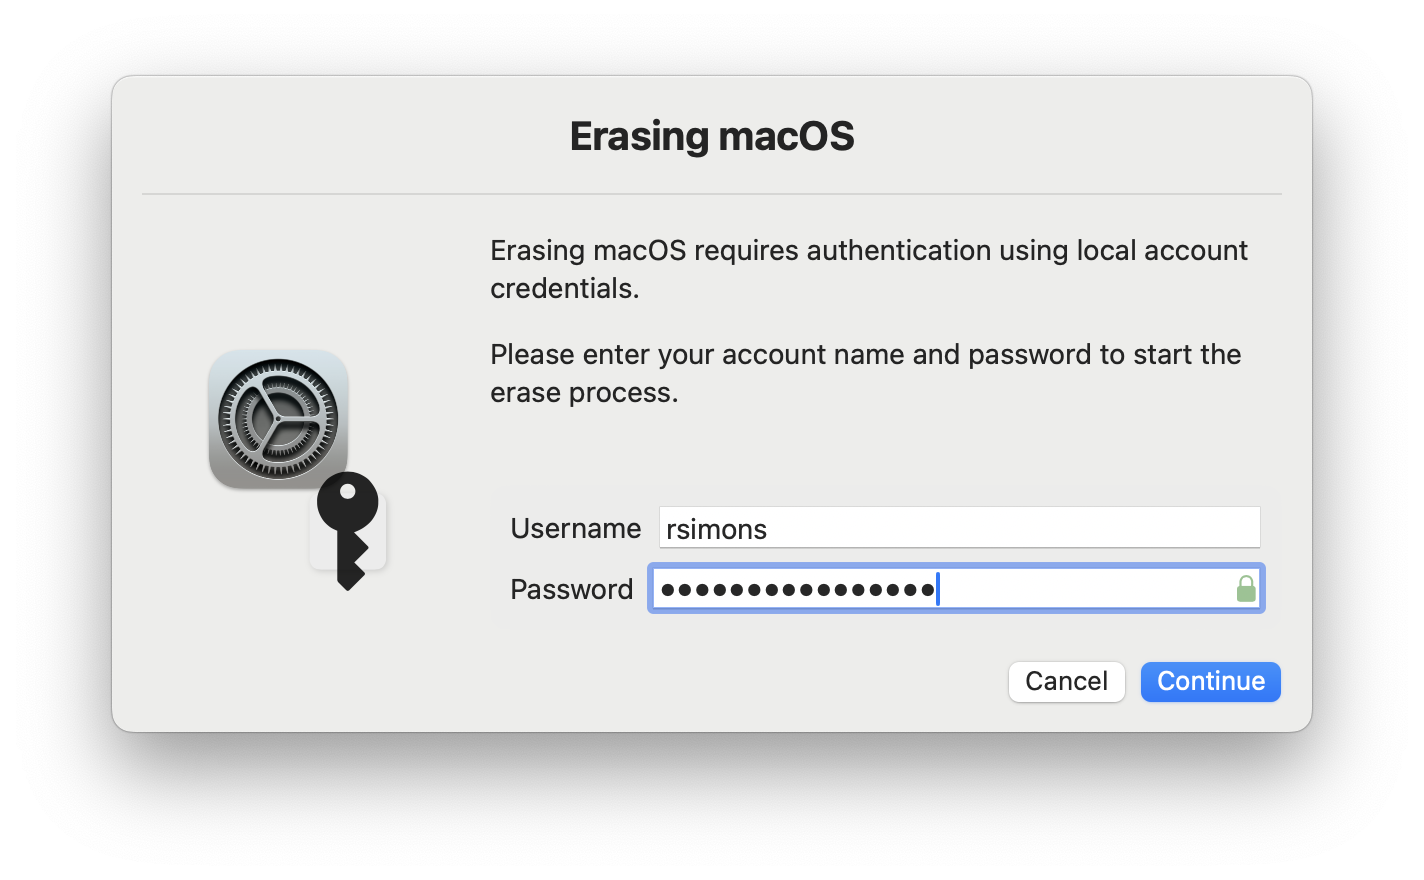 Erasing macOS
Erasing macOS requires authentication using local account
credentials.
Please enter your account name and password to start the
erase process.
Username rsimons
Password ••••••••••••••••
Cancel Continue